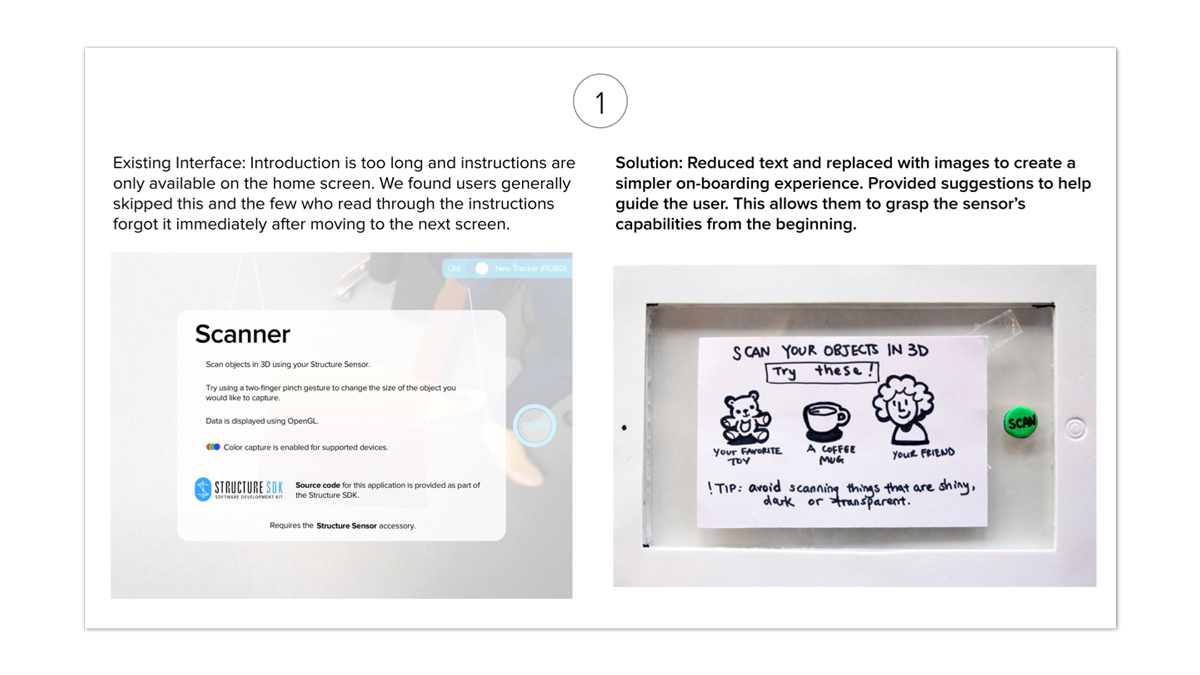 1
Existing Interface: Introduction is too long and instructions are
only available on the home screen. We found users generally
skipped this and the few who read through the instructions
forgot it immediately after moving to the next screen.
Solution: Reduced text and replaced with images to create a
simpler on-boarding experience. Provided suggestions to help
guide the user. This allows them to grasp the sensor's
capabilities from the beginning.
Old New Tracker (RGBD)
Scanner
Scan objects in 3D using your Structure Sensor.
Try using a two-finger pinch gesture to change the size of the object you
would like to capture.
Data is displayed using OpenGL.
Color capture is enabled for supported devices.
STRUCTURE SDK
SOFTWARE DEVELOPMENT KIT
Source code for this application is provided as part of
the Structure SDK.
Requires the Structure Sensor accessory.
SCAN
SCAN YOUR OBJECTS IN 3D
Try these!
YOUR FAVORITE
TOY
A COFFEE
MUG
YOUR FRIEND
! TIP: avoid scanning things that are shiny,
dark or transparent.
SCAN